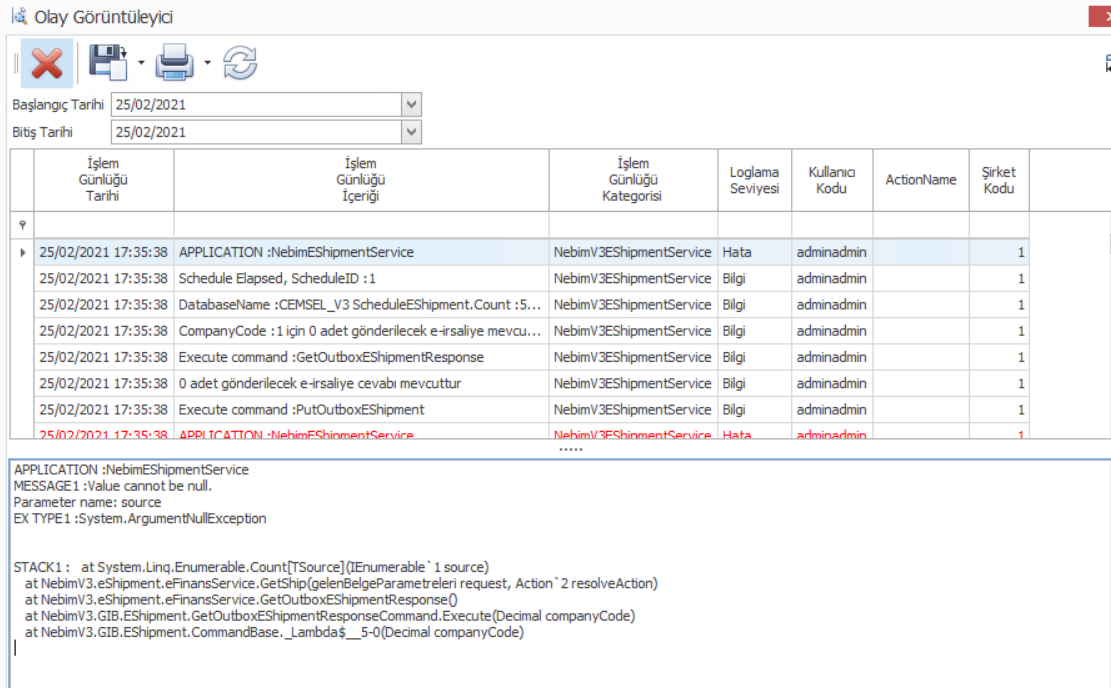 Olay Görüntüleyici
Başlangıç Tarihi 25/02/2021
Bitiş Tarihi 25/02/2021
İşlem Günlüğü Tarihi İşlem Günlüğü İçeriği İşlem Günlüğü Kategorisi Loglama Seviyesi Kullanıcı Kodu ActionName Şirket Kodu
25/02/2021 17:35:38 APPLICATION :NebimEShipmentService NebimV3EShipmentService Hata adminadmin 1
25/02/2021 17:35:38 Schedule Elapsed, ScheduleID :1 NebimV3EShipmentService Bilgi adminadmin 1
25/02/2021 17:35:38 DatabaseName :CEMSEL_V3 ScheduleEShipment.Count :5... NebimV3EShipmentService Bilgi adminadmin 1
25/02/2021 17:35:38 CompanyCode :1 için 0 adet gönderilecek e-irsaliye mevcu... NebimV3EShipmentService Bilgi adminadmin 1
25/02/2021 17:35:38 Execute command :GetOutboxEShipmentResponse NebimV3EShipmentService Bilgi adminadmin 1
25/02/2021 17:35:38 0 adet gönderilecek e-irsaliye cevabı mevcuttur NebimV3EShipmentService Bilgi adminadmin 1
25/02/2021 17:35:38 Execute command :PutOutboxEShipment NebimV3EShipmentService Bilgi adminadmin 1
25/02/2021 17:35:38 APPLICATION :NebimEShipmentService NebimV3EShipmentService Hata adminadmin 1
APPLICATION :NebimEShipmentService
MESSAGE1 :Value cannot be null.
Parameter name: source
EX TYPE1 :System.ArgumentNullException
STACK1 : at System.Linq.Enumerable.Count[TSource](IEnumerable`1 source)
at NebimV3.eShipment.eFinansService.GetShip(gelenBelgeParametreleri request, Action`2 resolveAction)
at NebimV3.eShipment.eFinansService.GetOutboxEShipmentResponse()
at NebimV3.GIB.EShipment.GetOutboxEShipmentResponseCommand.Execute(Decimal companyCode)
at NebimV3.GIB.EShipment.CommandBase._Lambda$__5-0(Decimal companyCode)